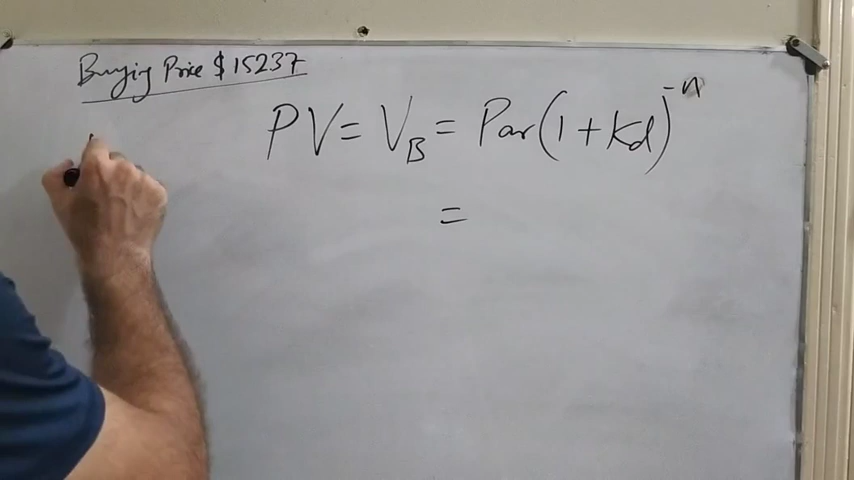 Buying Price $15237
PV = V_B = Par(1 + Kd)^-n
=